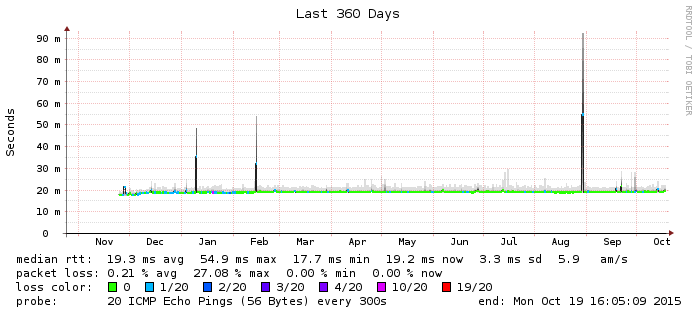 Last 360 Days
RRDTOOL / TOBI OETIKER
Seconds
90 m
80 m
70 m
60 m
50 m
40 m
30 m
20 m
10 m
0
Nov Dec Jan Feb Mar Apr May Jun Jul Aug Sep Oct
median rtt: 19.3 ms avg 54.9 ms max 17.7 ms min 19.2 ms now 3.3 ms sd 5.9 am/s
packet loss: 0.21 % avg 27.08 % max 0.00 % min 0.00 % now
loss color: 0 1/20 2/20 3/20 4/20 10/20 19/20
probe: 20 ICMP Echo Pings (56 Bytes) every 300s end: Mon Oct 19 16:05:09 2015